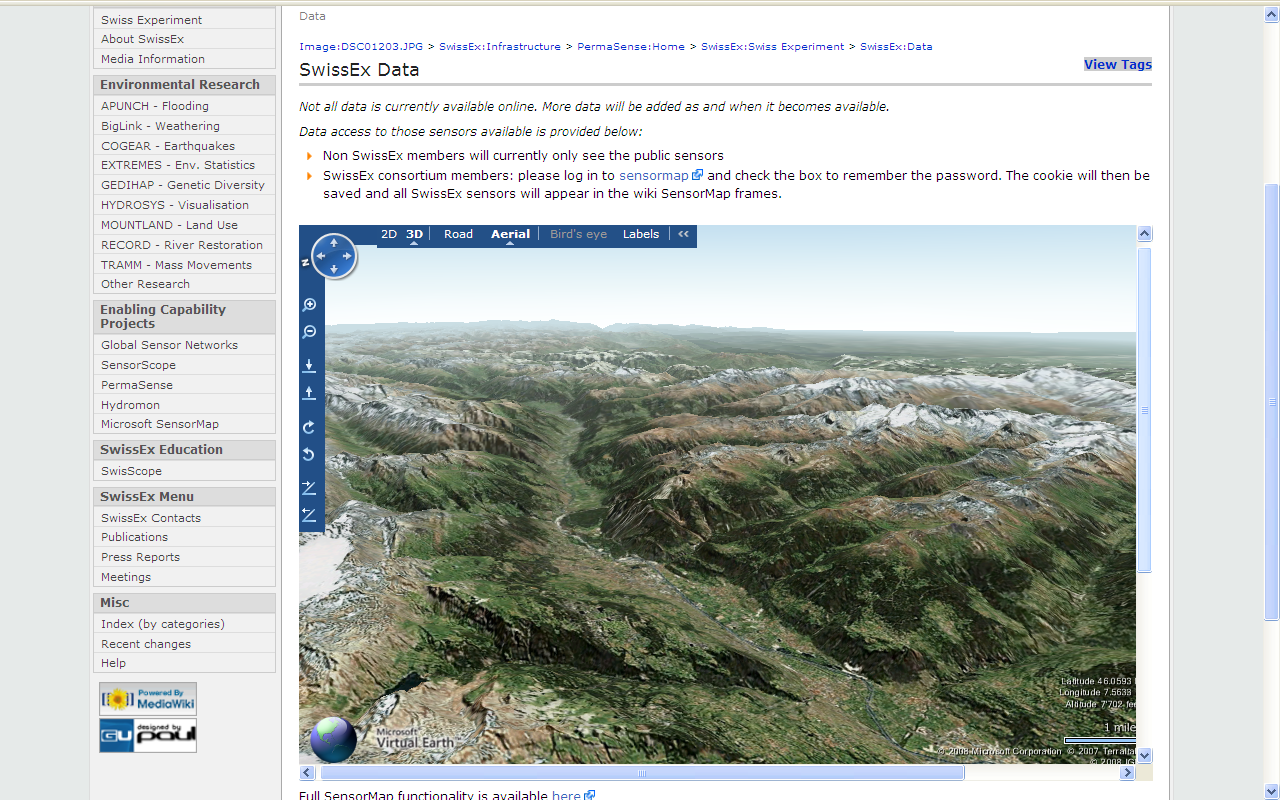 Swiss Experiment
About SwissEx
Media Information
Environmental Research
APUNCH - Flooding
BigLink - Weathering
COGEAR - Earthquakes
EXTREMES - Env. Statistics
GEDIHAP - Genetic Diversity
HYDROSYS - Visualisation
MOUNTLAND - Land Use
RECORD - River Restoration
TRAMM - Mass Movements
Other Research
Enabling Capability
Projects
Global Sensor Networks
SensorScope
PermaSense
Hydromon
Microsoft SensorMap
SwissEx Education
SwisScope
SwissEx Menu
SwissEx Contacts
Publications
Press Reports
Meetings
Misc
Index (by categories)
Recent changes
Help
Powered By
MediaWiki
GU designed by
paul
Data
Image:DSC01203.JPG > SwissEx:Infrastructure > PermaSense:Home > SwissEx:Swiss Experiment > SwissEx:Data
SwissEx Data
View Tags
Not all data is currently available online. More data will be added as and when it becomes available.
Data access to those sensors available is provided below:
Non SwissEx members will currently only see the public sensors
SwissEx consortium members: please log in to sensormap and check the box to remember the password. The cookie will then be
saved and all SwissEx sensors will appear in the wiki SensorMap frames.
2D 3D Road Aerial Bird's eye Labels <<
N
Latitude 46.0593
Longitude 7.5633
Altitude 7'702
1 mile
Microsoft
Virtual Earth™
© 2008 Microsoft Corporation © 2007
© 2008
Full SensorMap functionality is available here